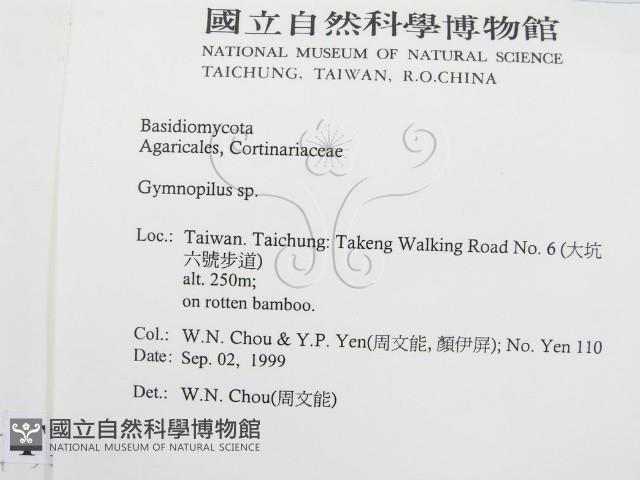 國立自然科學博物館
NATIONAL MUSEUM OF NATURAL SCIENCE
TAICHUNG, TAIWAN, R.O.CHINA
Basidiomycota
Agaricales, Cortinariaceae
Gymnopilus sp.
Loc.: Taiwan. Taichung: Takeng Walking Road No. 6 (大坑
六號步道)
alt. 250m;
on rotten bamboo.
Col.: W.N. Chou & Y.P. Yen(周文能, 顏伊屏); No. Yen 110
Date: Sep. 02, 1999
Det.: W.N. Chou(周文能)
國立自然科學博物館
NATIONAL MUSEUM OF NATURAL SCIENCE